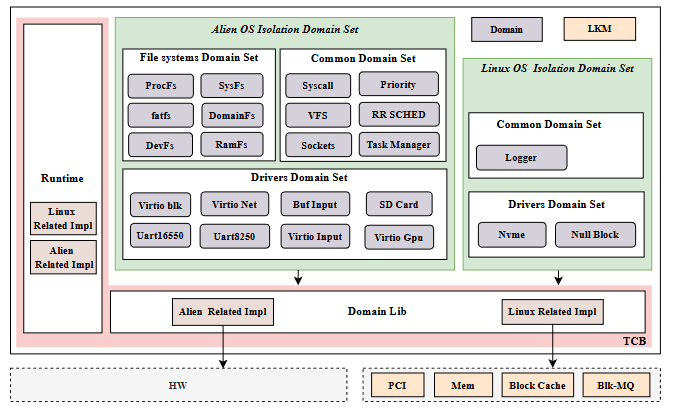 Alien OS Isolation Domain Set
Domain
LKM
File systems Domain Set
Common Domain Set
Linux OS Isolation Domain Set
ProcFs
SysFs
Syscall
Priority
fatfs
DomainFs
VFS
RR SCHED
DevFs
RamFs
Sockets
Task Manager
Common Domain Set
Logger
Runtime
Linux
Related Impl
Alien
Related Impl
Drivers Domain Set
Virtio blk
Virtio Net
Buf Input
SD Card
Uart16550
Uart8250
Virtio Input
Virtio Gpu
Drivers Domain Set
Nvme
Null Block
Alien Related Impl
Domain Lib
Linux Related Impl
TCB
HW
PCI
Mem
Block Cache
Blk-MQ